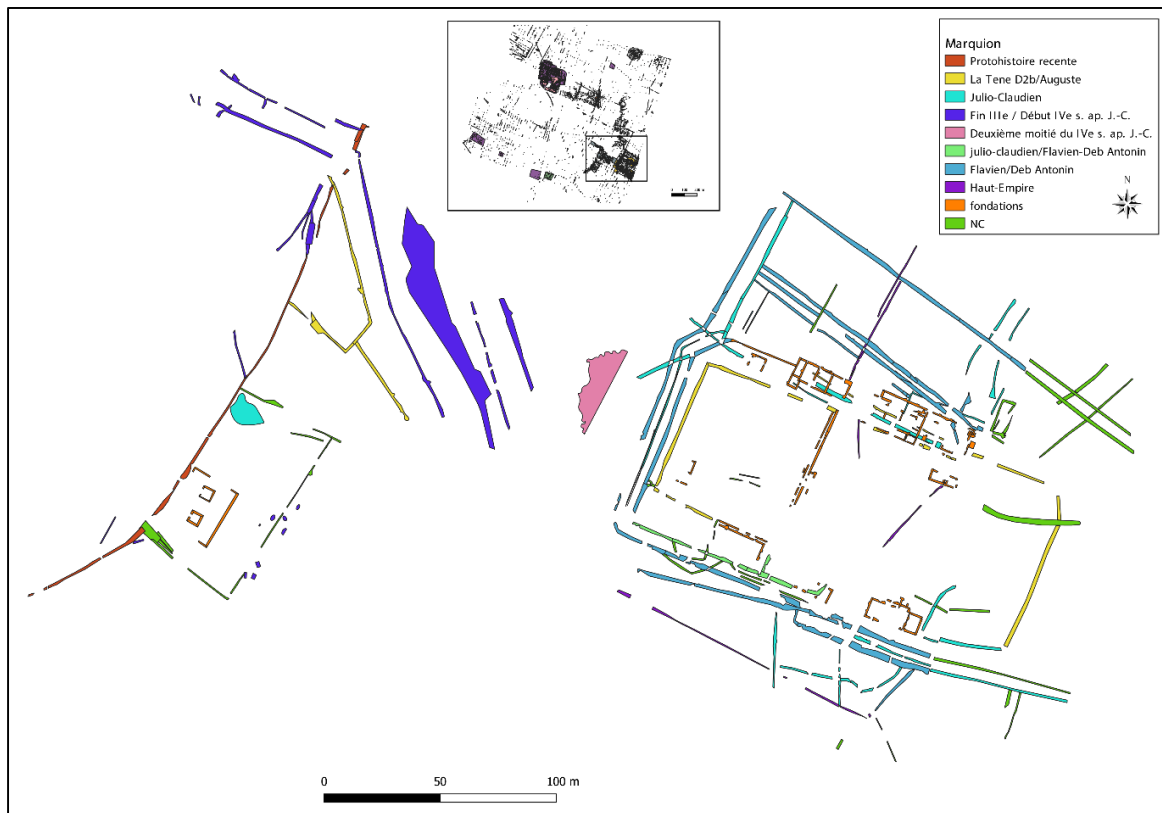 Marquion
Protohistoire recente
La Tene D2b/Auguste
Julio-Claudien
Fin IIIe / Début IVe s. ap. J.-C.
Deuxième moitié du IVe s. ap. J.-C.
julio-claudien/Flavien-Deb Antonin
Flavien/Deb Antonin
Haut-Empire
fondations
NC
N
0 50 100 m